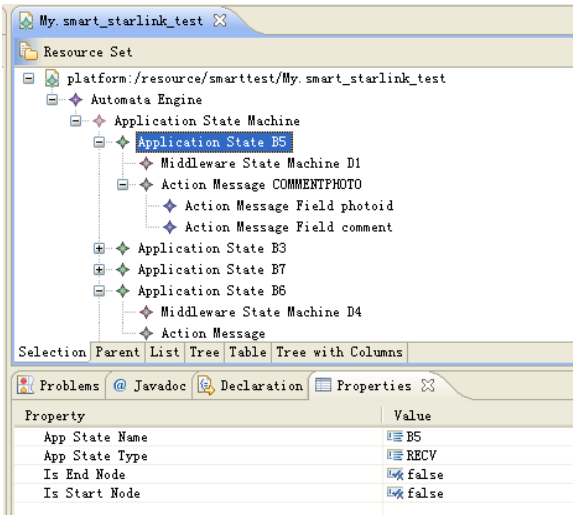 My.smart_starlink_test
Resource Set
platform:/resource/smarttest/My.smart_starlink_test
Automata Engine
Application State Machine
Application State B5
Middleware State Machine D1
Action Message COMMENTPHOTO
Action Message Field photoid
Action Message Field comment
Application State B3
Application State B7
Application State B6
Middleware State Machine D4
Action Message
Selection Parent List Tree Table Tree with Columns
Problems @ Javadoc Declaration Properties
Property Value
App State Name B5
App State Type RECV
Is End Node false
Is Start Node false